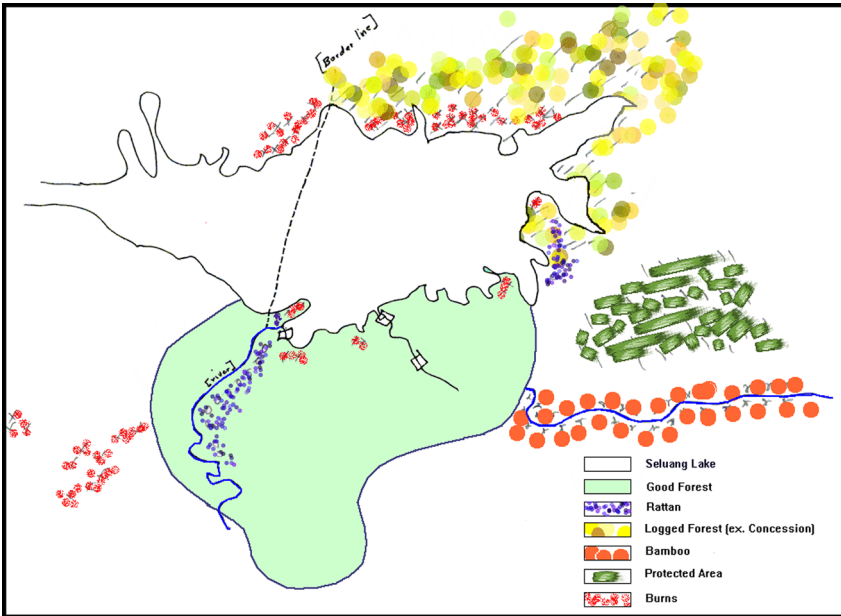 [Border line]
[river]
Seluang Lake
Good Forest
Rattan
Logged Forest (ex. Concession)
Bamboo
Protected Area
Burns